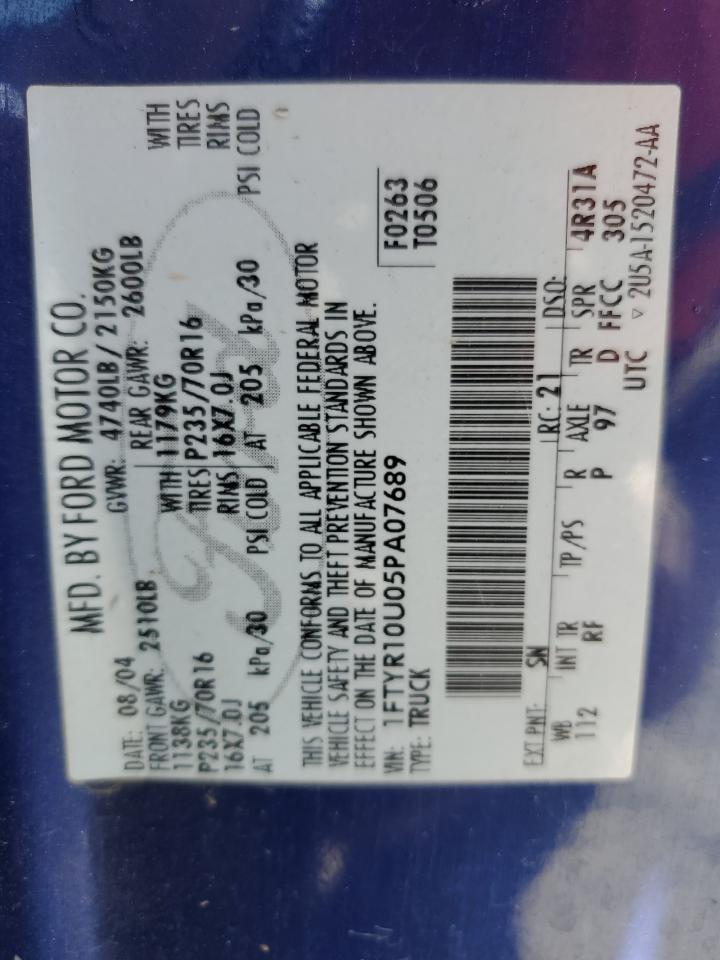 MFD. BY FORD MOTOR CO.
DATE: 08/04 GVWR: 4740LB/ 2150KG
FRONT GAWR: 2510LB REAR GAWR: 2600LB
1138KG WITH 1179KG WITH
P235/70R16 TIRES P235/70R16 TIRES
16X7.0J RIMS 16X7.0J RIMS
AT 205 kPa/30 PSI COLD AT 205 kPa/30 PSI COLD
THIS VEHICLE CONFORMS TO ALL APPLICABLE FEDERAL MOTOR
VEHICLE SAFETY AND THEFT PREVENTION STANDARDS IN
EFFECT ON THE DATE OF MANUFACTURE SHOWN ABOVE.
VIN: 1FTYR10U05PA07689
TYPE: TRUCK
F0263
T0506
EXT PNT: SN RC: 21 DSO:
WB INT TR TP/PS R AXLE TR SPR 4R31A
112 RF P 97 D FFCC 305
UTC ▽ 2U5A-1520472-AA
Ford